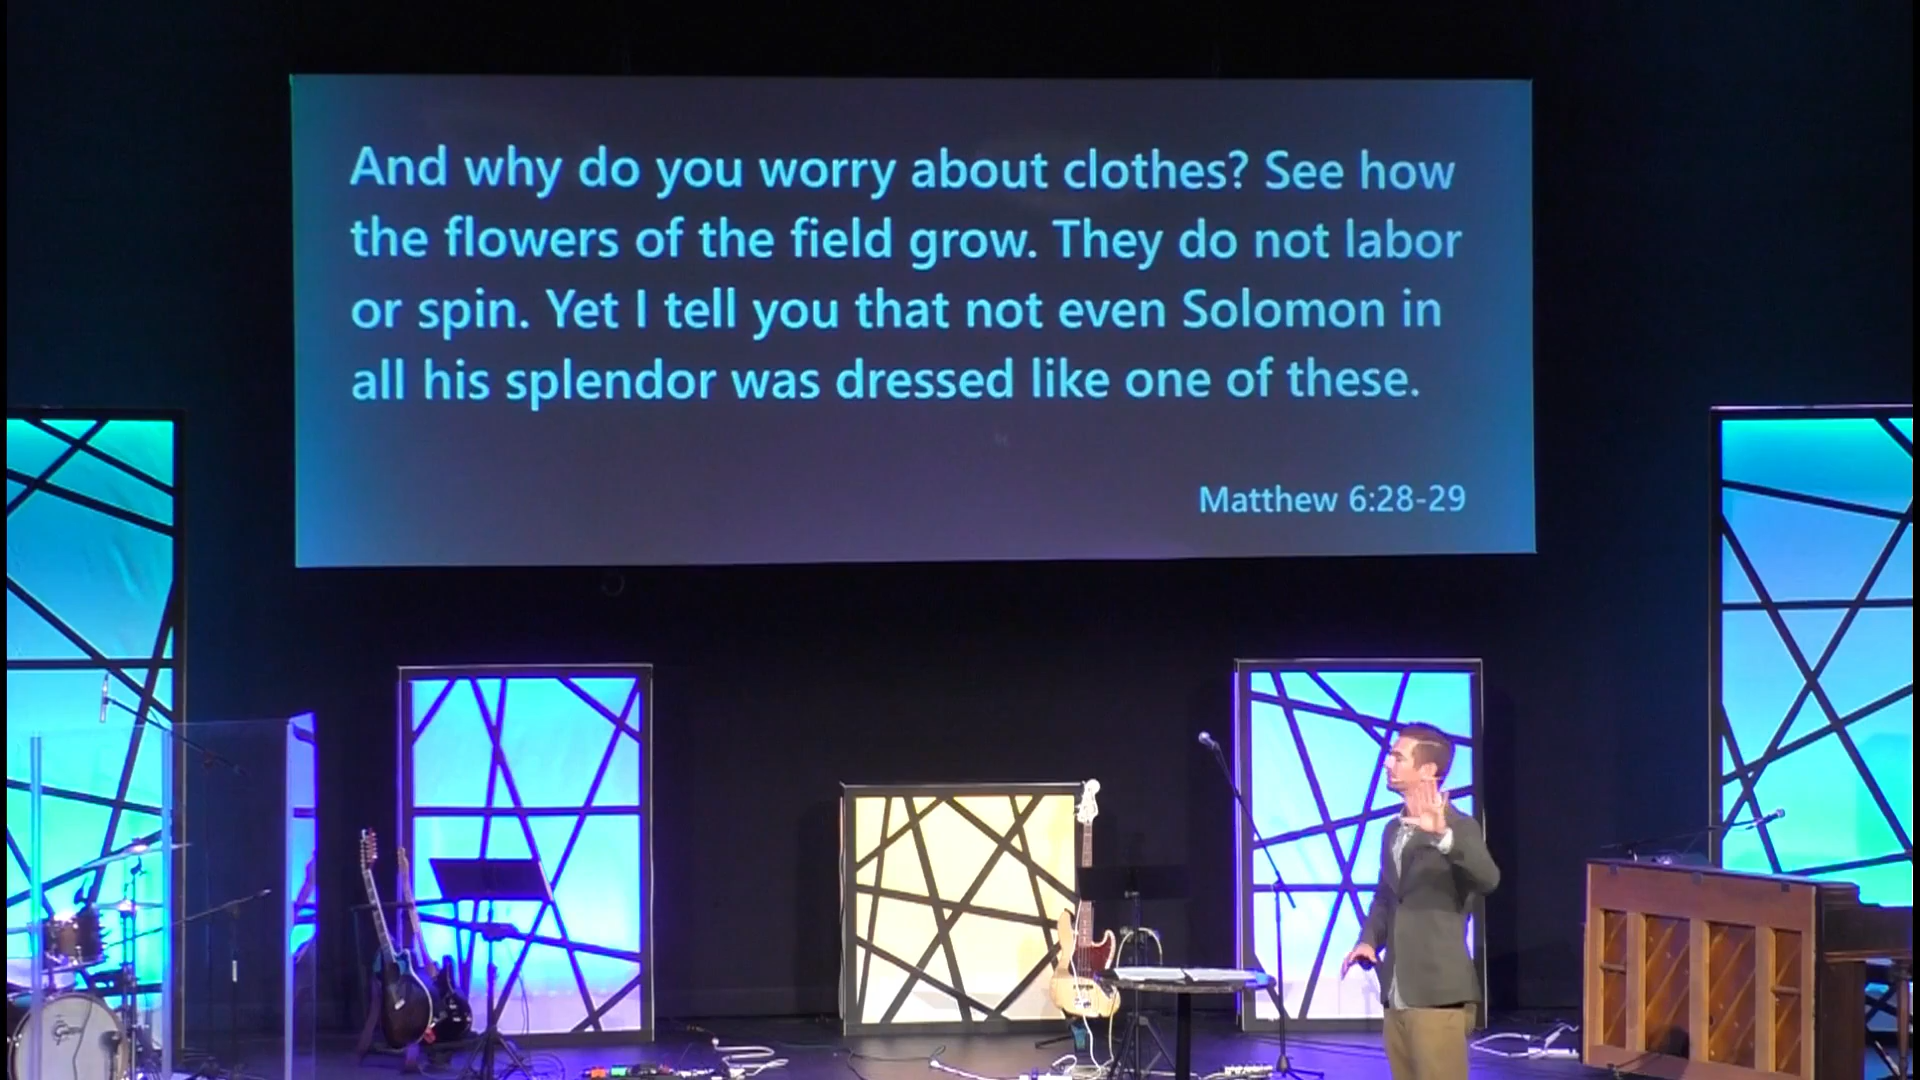 And why do you worry about clothes? See how
the flowers of the field grow. They do not labor
or spin. Yet I tell you that not even Solomon in
all his splendor was dressed like one of these.
Matthew 6:28-29
Gretsch